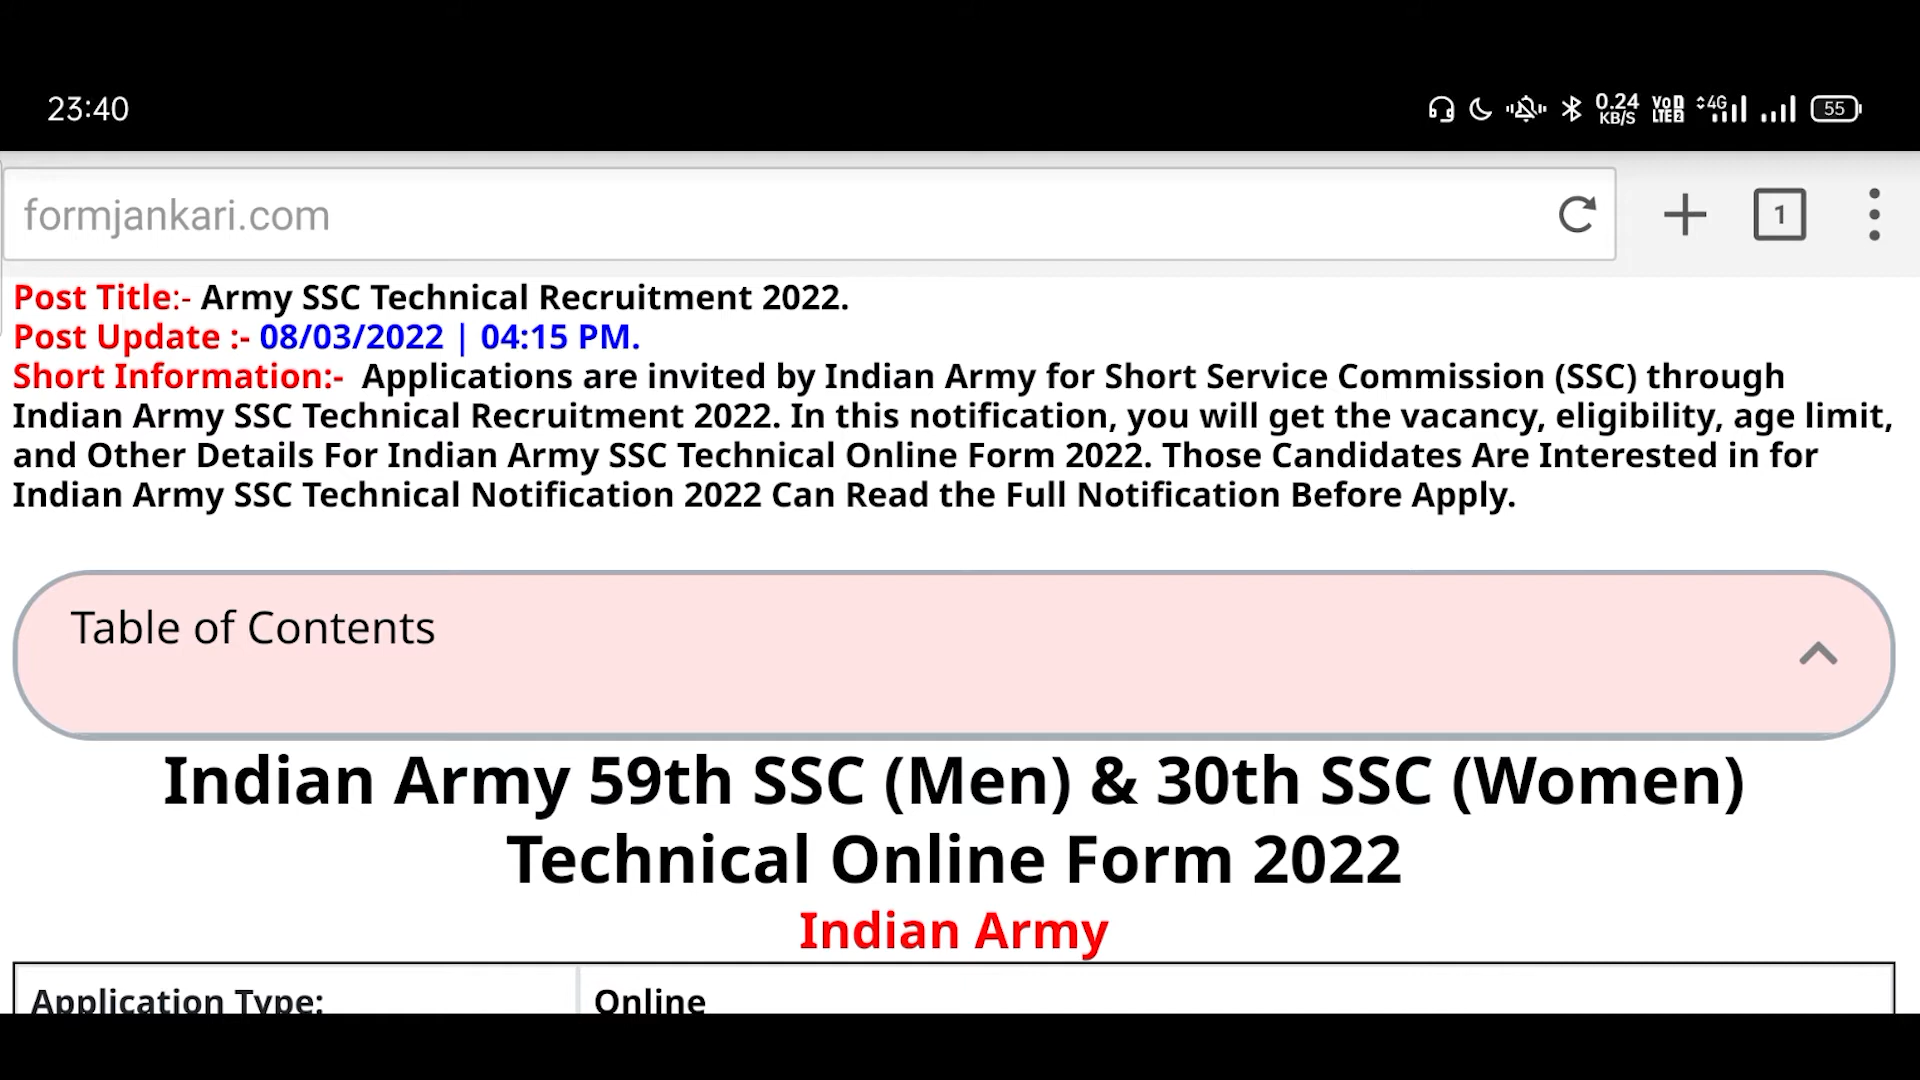 23:40
0.24
KB/S
VoD
LTE2
4G
55
formjankari.com
1
Post Title:- Army SSC Technical Recruitment 2022.
Post Update :- 08/03/2022 | 04:15 PM.
Short Information:- Applications are invited by Indian Army for Short Service Commission (SSC) through
Indian Army SSC Technical Recruitment 2022. In this notification, you will get the vacancy, eligibility, age limit,
and Other Details For Indian Army SSC Technical Online Form 2022. Those Candidates Are Interested in for
Indian Army SSC Technical Notification 2022 Can Read the Full Notification Before Apply.
Table of Contents
Indian Army 59th SSC (Men) & 30th SSC (Women)
Technical Online Form 2022
Indian Army
Application Type:
Online